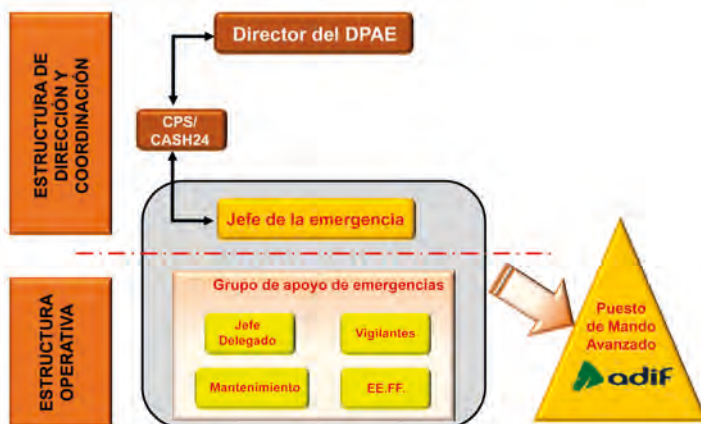 ESTRUCTURA DE
DIRECCIÓN Y
COORDINACIÓN
Director del DPAE
CPS/
CASH24
Jefe de la emergencia
ESTRUCTURA
OPERATIVA
Grupo de apoyo de emergencias
Jefe
Delegado
Vigilantes
Mantenimiento
EE.FF.
Puesto
de Mando
Avanzado
adif